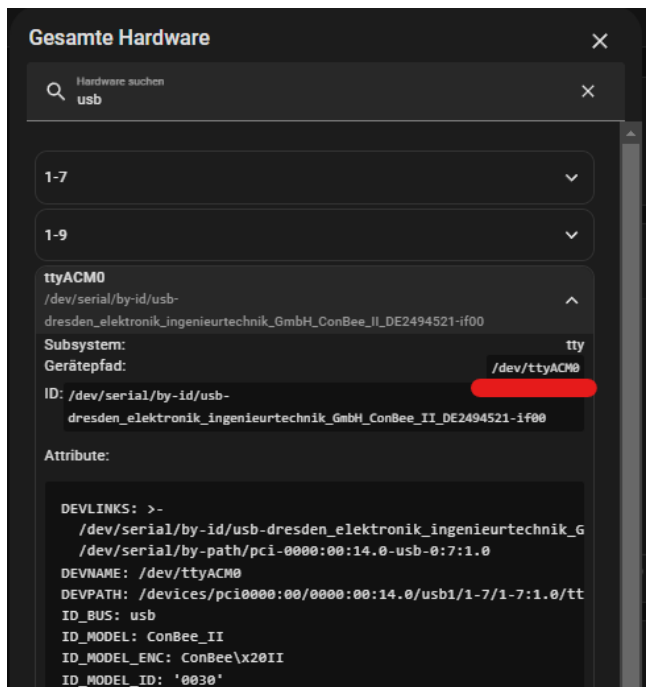 Gesamte Hardware
Hardware suchen
usb
1-7
1-9
ttyACM0
/dev/serial/by-id/usb-
dresden_elektronik_ingenieurtechnik_GmbH_ConBee_II_DE2494521-if00
Subsystem: tty
Gerätepfad: /dev/ttyACM0
ID: /dev/serial/by-id/usb-
dresden_elektronik_ingenieurtechnik_GmbH_ConBee_II_DE2494521-if00
Attribute:
DEVLINKS: >-
/dev/serial/by-id/usb-dresden_elektronik_ingenieurtechnik_G
/dev/serial/by-path/pci-0000:00:14.0-usb-0:7:1.0
DEVNAME: /dev/ttyACM0
DEVPATH: /devices/pci0000:00/0000:00:14.0/usb1/1-7/1-7:1.0/tt
ID_BUS: usb
ID_MODEL: ConBee_II
ID_MODEL_ENC: ConBee\x20II
ID_MODEL_ID: '0030'